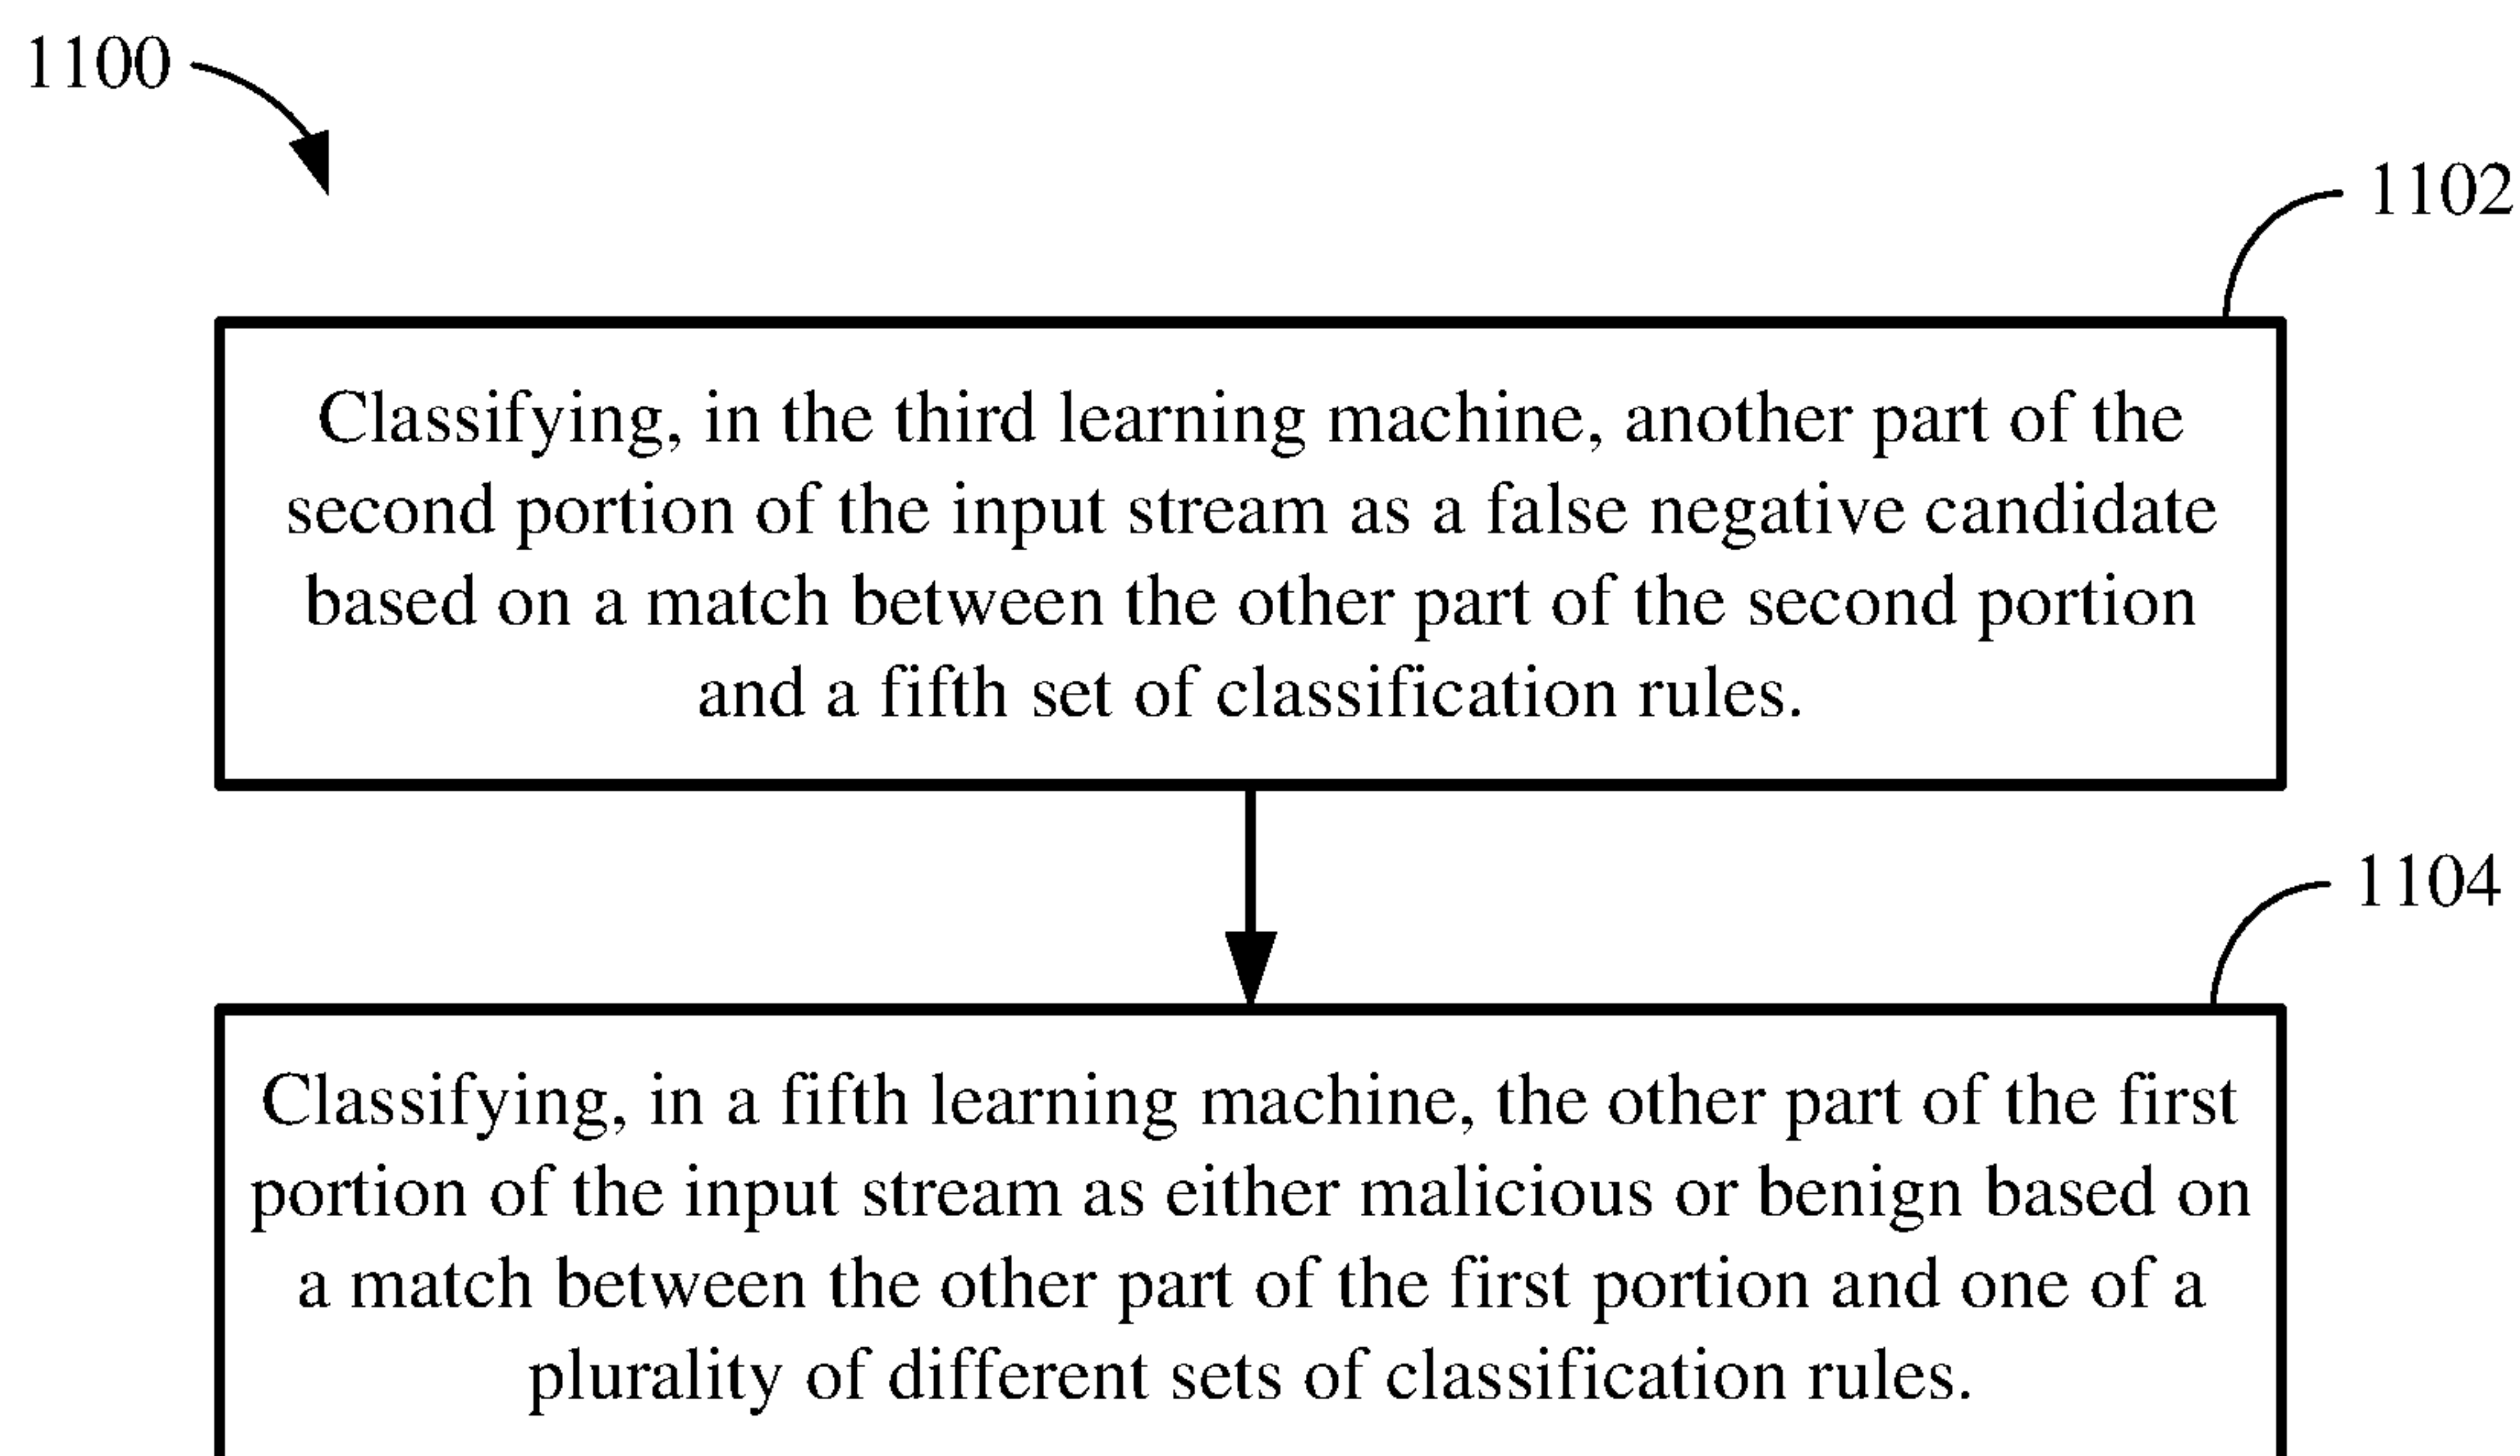 1100
1102
Classifying, in the third learning machine, another part of the
second portion of the input stream as a false negative candidate
based on a match between the other part of the second portion
and a fifth set of classification rules.
1104
Classifying, in a fifth learning machine, the other part of the first
portion of the input stream as either malicious or benign based on
a match between the other part of the first portion and one of a
plurality of different sets of classification rules.